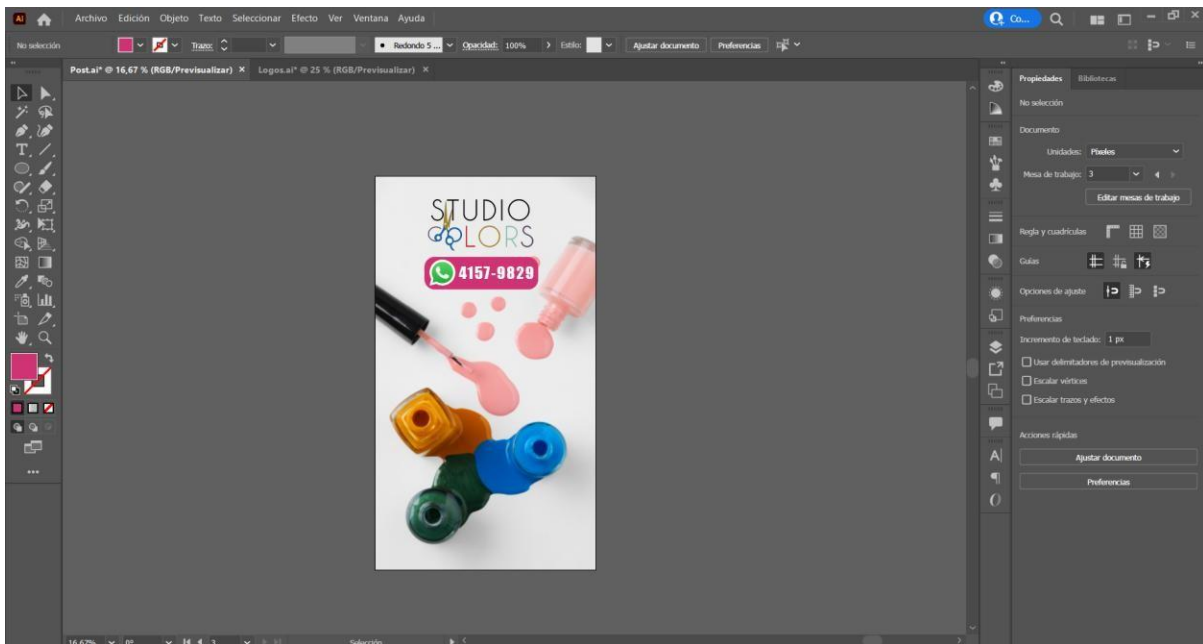 Archivo Edición Objeto Texto Seleccionar Efecto Ver Ventana Ayuda
Co...
No selección
Trazo:
Redondo 5 ...
Opacidad: 100%
Estilo:
Ajustar documento
Preferencias
Post.ai* @ 16,67 % (RGB/Previsualizar) ×
Logos.ai* @ 25 % (RGB/Previsualizar) ×
STUDIO
COLORS
4157-9829
Propiedades
Bibliotecas
No selección
Documento
Unidades: Píxeles
Mesa de trabajo: 3
Editar mesas de trabajo
Regla y cuadrículas
Guías
Opciones de ajuste
Preferencias
Incremento de teclado: 1 px
Usar delimitadores de previsualización
Escalar vértices
Escalar trazos y efectos
Acciones rápidas
Ajustar documento
Preferencias
16,67%
0°
3
Selección